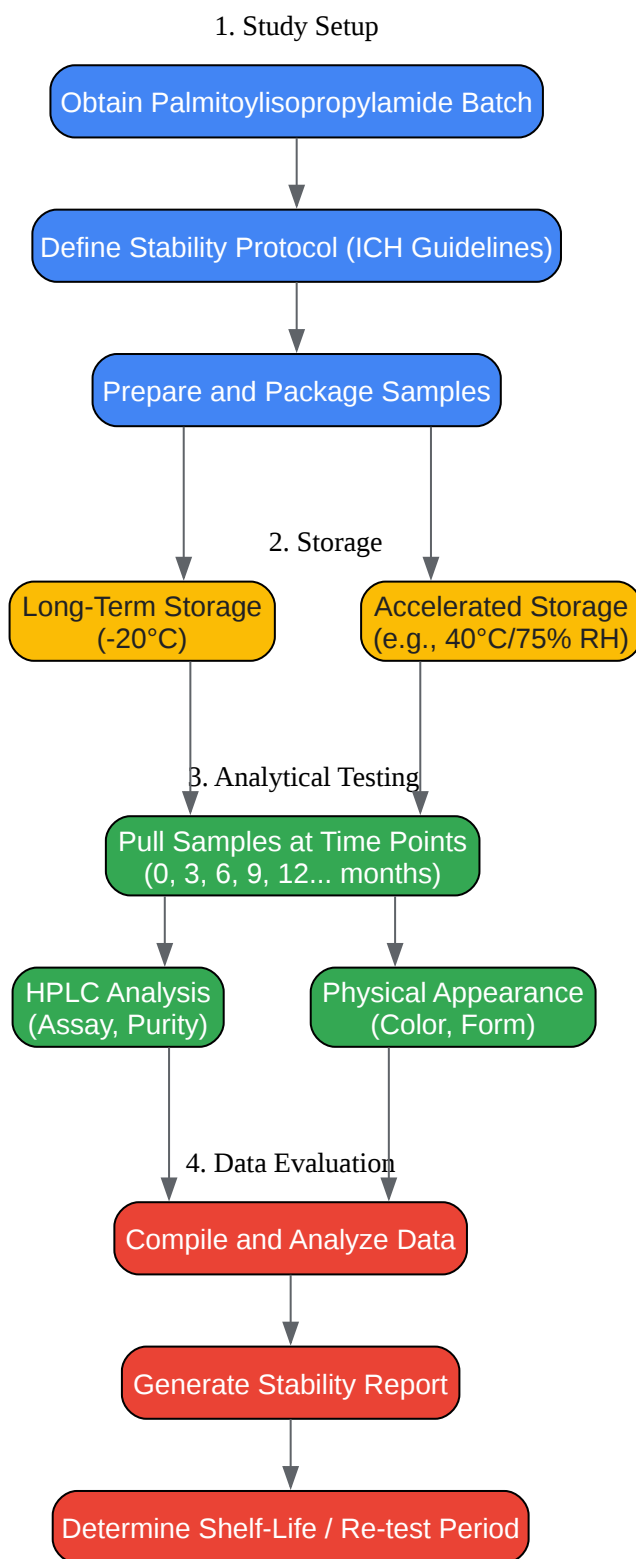 1. Study Setup
Obtain Palmitoylisopropylamide Batch
Define Stability Protocol (ICH Guidelines)
Prepare and Package Samples
2. Storage
Long-Term Storage
(-20°C)
Accelerated Storage
(e.g., 40°C/75% RH)
3. Analytical Testing
Pull Samples at Time Points
(0, 3, 6, 9, 12... months)
HPLC Analysis
(Assay, Purity)
Physical Appearance
(Color, Form)
4. Data Evaluation
Compile and Analyze Data
Generate Stability Report
Determine Shelf-Life / Re-test Period